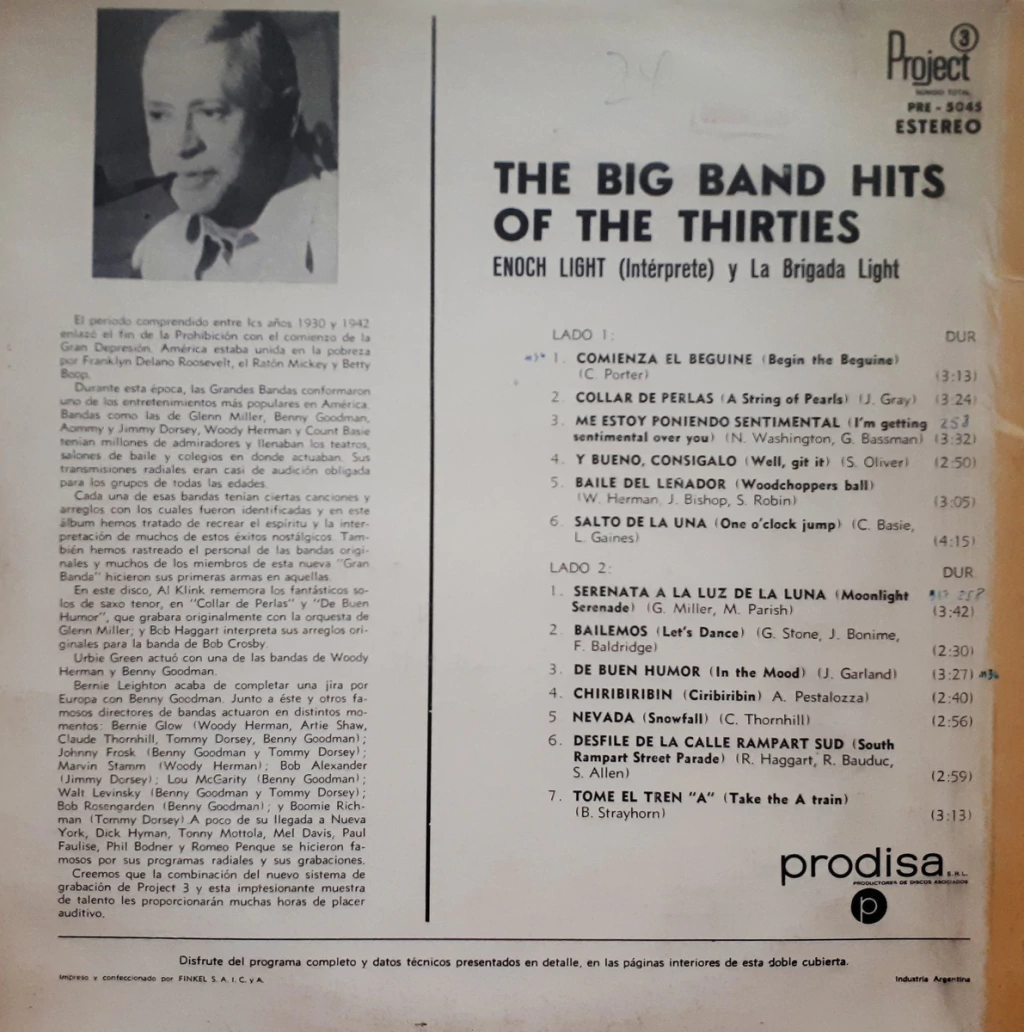 Project 3
SONIDO TOTAL
PRE - 5045
ESTEREO
THE BIG BAND HITS
OF THE THIRTIES
ENOCH LIGHT (Intérprete) y La Brigada Light
El período comprendido entre los años 1930 y 1942
enlazó el fin de la Prohibición con el comienzo de la
Gran Depresión. América estaba unida en la pobreza
por Franklyn Delano Roosevelt, el Ratón Mickey y Betty
Boop.
Durante esta época, las Grandes Bandas conformaron
uno de los entretenimientos más populares en América.
Bandas como las de Glenn Miller, Benny Goodman,
Aommy y Jimmy Dorsey, Woody Herman y Count Basie
tenían millones de admiradores y llenaban los teatros,
salones de baile y colegios en donde actuaban. Sus
transmisiones radiales eran casi de audición obligada
para los grupos de todas las edades.
Cada una de esas bandas tenían ciertas canciones y
arreglos con los cuales fueron identificadas y en este
álbum hemos tratado de recrear el espíritu y la inter-
pretación de muchos de estos éxitos nostálgicos. Tam-
bién hemos rastreado el personal de las bandas origi-
nales y muchos de los miembros de esta nueva "Gran
Banda" hicieron sus primeras armas en aquellas.
En este disco, Al Klink rememora los fantásticos so-
los de saxo tenor, en "Collar de Perlas" y "De Buen
Humor", que grabara originalmente con la orquesta de
Glenn Miller; y Bob Haggart interpreta sus arreglos ori-
ginales para la banda de Bob Crosby.
Urbie Green actuó con una de las bandas de Woody
Herman y Benny Goodman.
Bernie Leighton acaba de completar una jira por
Europa con Benny Goodman. Junto a éste y otros fa-
mosos directores de bandas actuaron en distintos mo-
mentos: Bernie Glow (Woody Herman, Artie Shaw,
Claude Thornhill, Tommy Dorsey, Benny Goodman);
Johnny Frosk (Benny Goodman y Tommy Dorsey);
Marvin Stamm (Woody Herman); Bob Alexander
(Jimmy Dorsey); Lou McGarity (Benny Goodman);
Walt Levinsky (Benny Goodman y Tommy Dorsey);
Bob Rosengarden (Benny Goodman); y Boomie Rich-
man (Tommy Dorsey) A poco de su llegada a Nueva
York, Dick Hyman, Tonny Mottola, Mel Davis, Paul
Faulise, Phil Bodner y Romeo Penque se hicieron fa-
mosos por sus programas radiales y sus grabaciones.
Creemos que la combinación del nuevo sistema de
grabación de Project 3 y esta impresionante muestra
de talento les proporcionarán muchas horas de placer
auditivo.
LADO 1: DUR
1. COMIENZA EL BEGUINE (Begin the Beguine)
(C. Porter) (3:13)
2. COLLAR DE PERLAS (A String of Pearls) (J. Gray) (3:24)
3. ME ESTOY PONIENDO SENTIMENTAL (I'm getting 258
sentimental over you) (N. Washington, G. Bassman) (3:32)
4. Y BUENO, CONSIGALO (Well, git it) (S. Oliver) (2:50)
5. BAILE DEL LEÑADOR (Woodchoppers ball)
(W. Herman, J. Bishop, S. Robin) (3:05)
6. SALTO DE LA UNA (One o'clock jump) (C. Basie,
L. Gaines) (4:15)
LADO 2: DUR.
1. SERENATA A LA LUZ DE LA LUNA (Moonlight 258
Serenade) (G. Miller, M. Parish) (3:42)
2. BAILEMOS (Let's Dance) (G. Stone, J. Bonime,
F. Baldridge) (2:30)
3. DE BUEN HUMOR (In the Mood) (J. Garland) (3:27)
4. CHIRIBIRIBIN (Ciribiribin) A. Pestalozza) (2:40)
5 NEVADA (Snowfall) (C. Thornhill) (2:56)
6. DESFILE DE LA CALLE RAMPART SUD (South
Rampart Street Parade) (R. Haggart, R. Bauduc,
S. Allen) (2:59)
7. TOME EL TREN "A" (Take the A train)
(B. Strayhorn) (3:13)
prodisa S.R.L.
PRODUCTORES DE DISCOS ASOCIADOS
p
Disfrute del programa completo y datos técnicos presentados en detalle, en las páginas interiores de esta doble cubierta.
Impreso y confeccionado por FINKEL S. A. I. C. y A. Industria Argentina